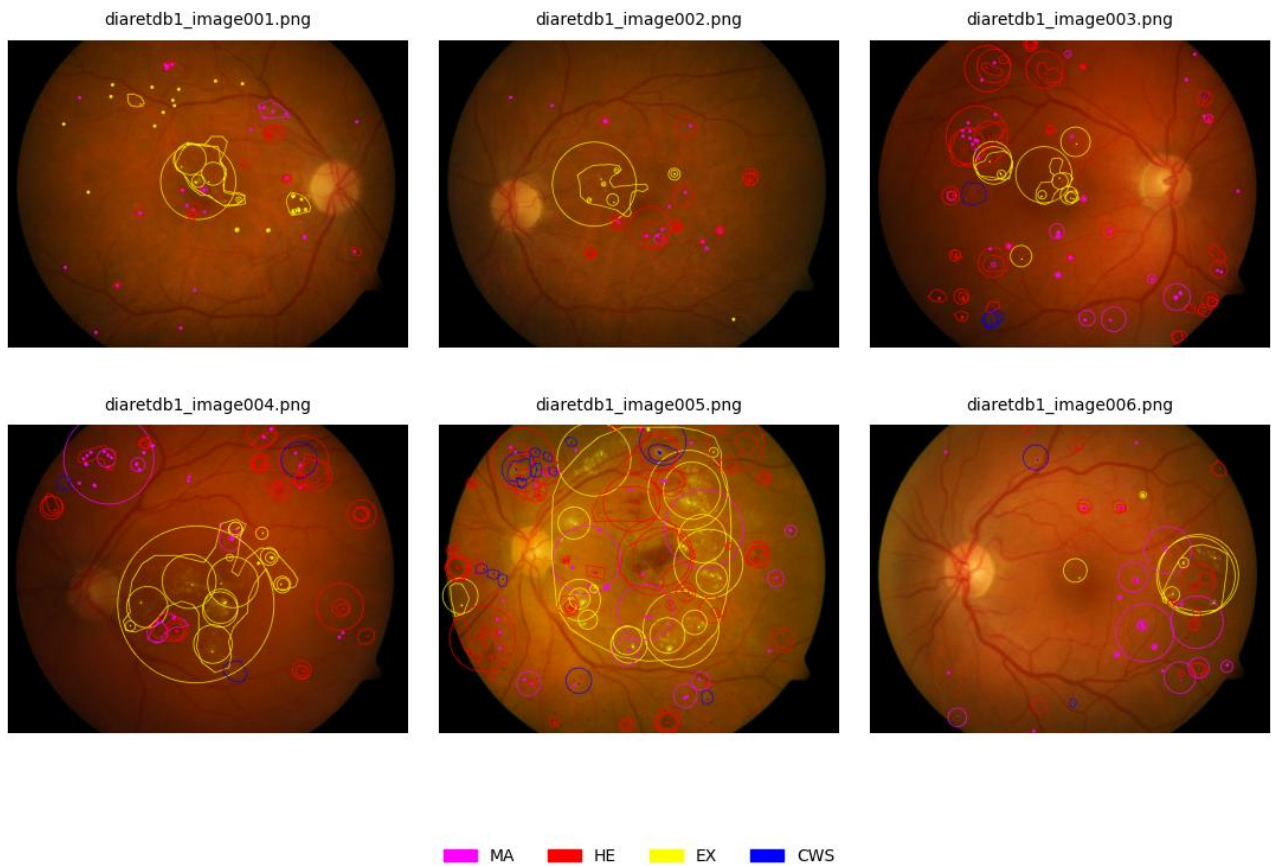 diaretdb1_image001.png
diaretdb1_image002.png
diaretdb1_image003.png
diaretdb1_image004.png
diaretdb1_image005.png
diaretdb1_image006.png
MA HE EX CWS